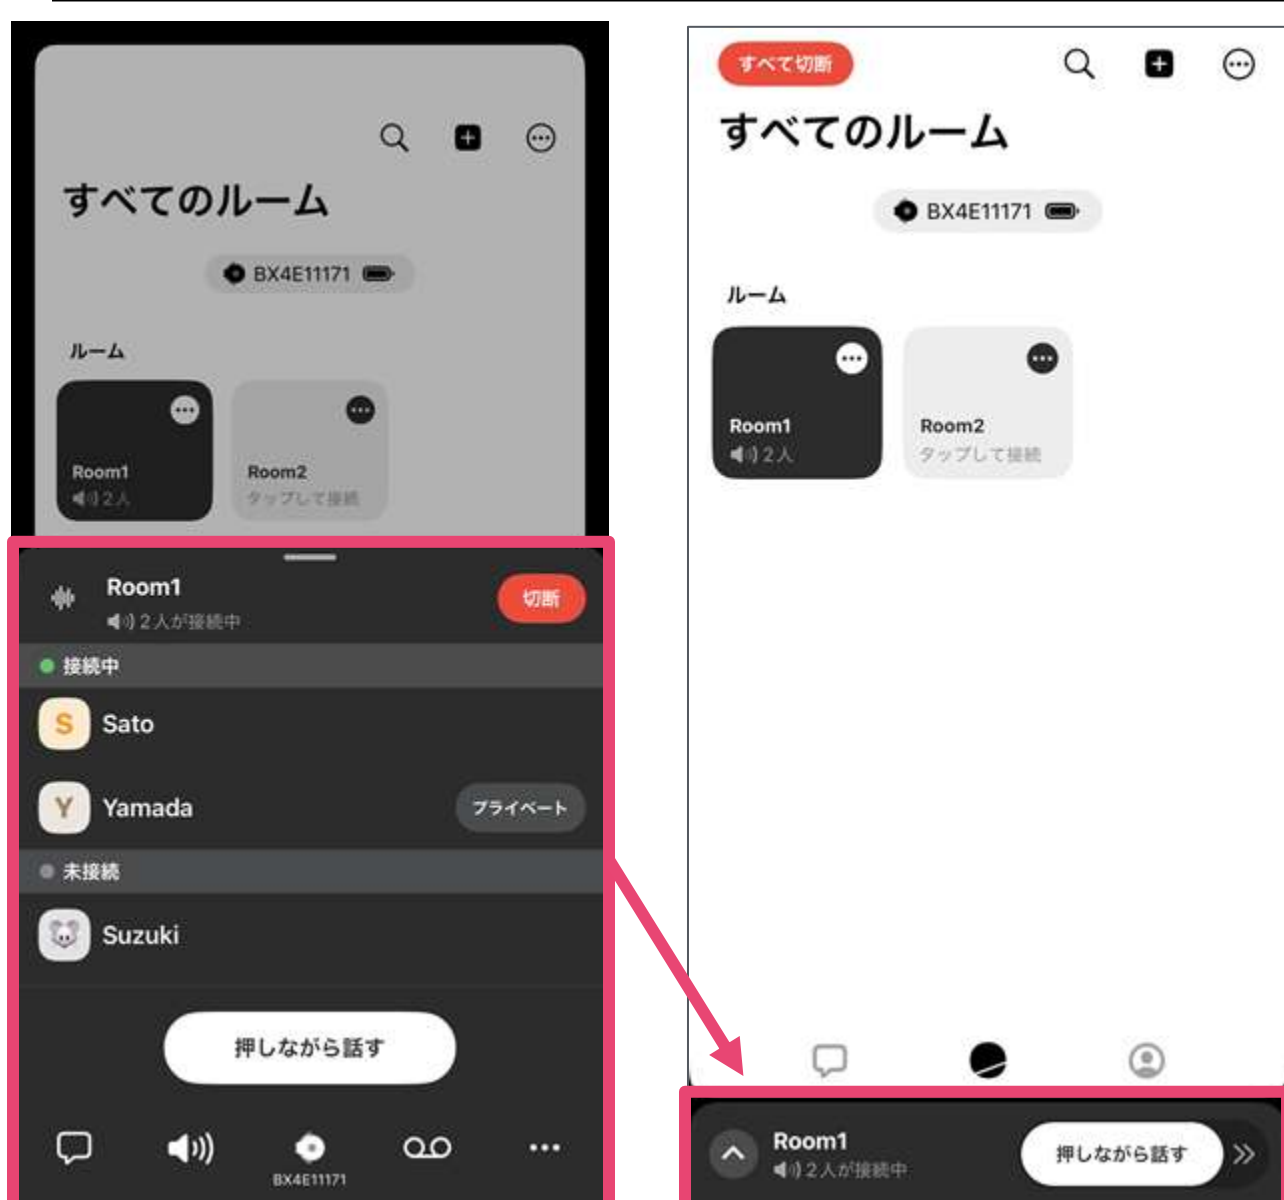 すべてのルーム
BX4E11171
ルーム
Room1
2人
Room2
タップして接続
Room1
2人が接続中
切断
接続中
S
Sato
Y
Yamada
プライベート
未接続
Suzuki
押しながら話す
BX4E11171
すべて切断
すべてのルーム
BX4E11171
ルーム
Room1
2人
Room2
タップして接続
Room1
2人が接続中
押しながら話す